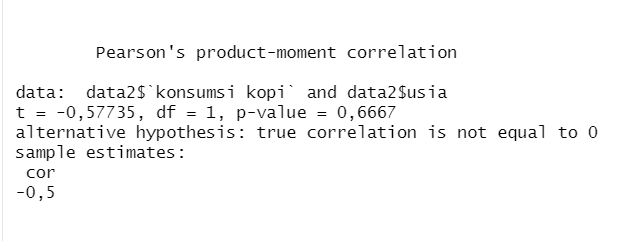 Pearson's product-moment correlation
data:  data2$`konsumsi kopi` and data2$usia
t = -0,57735, df = 1, p-value = 0,6667
alternative hypothesis: true correlation is not equal to 0
sample estimates:
cor
-0,5